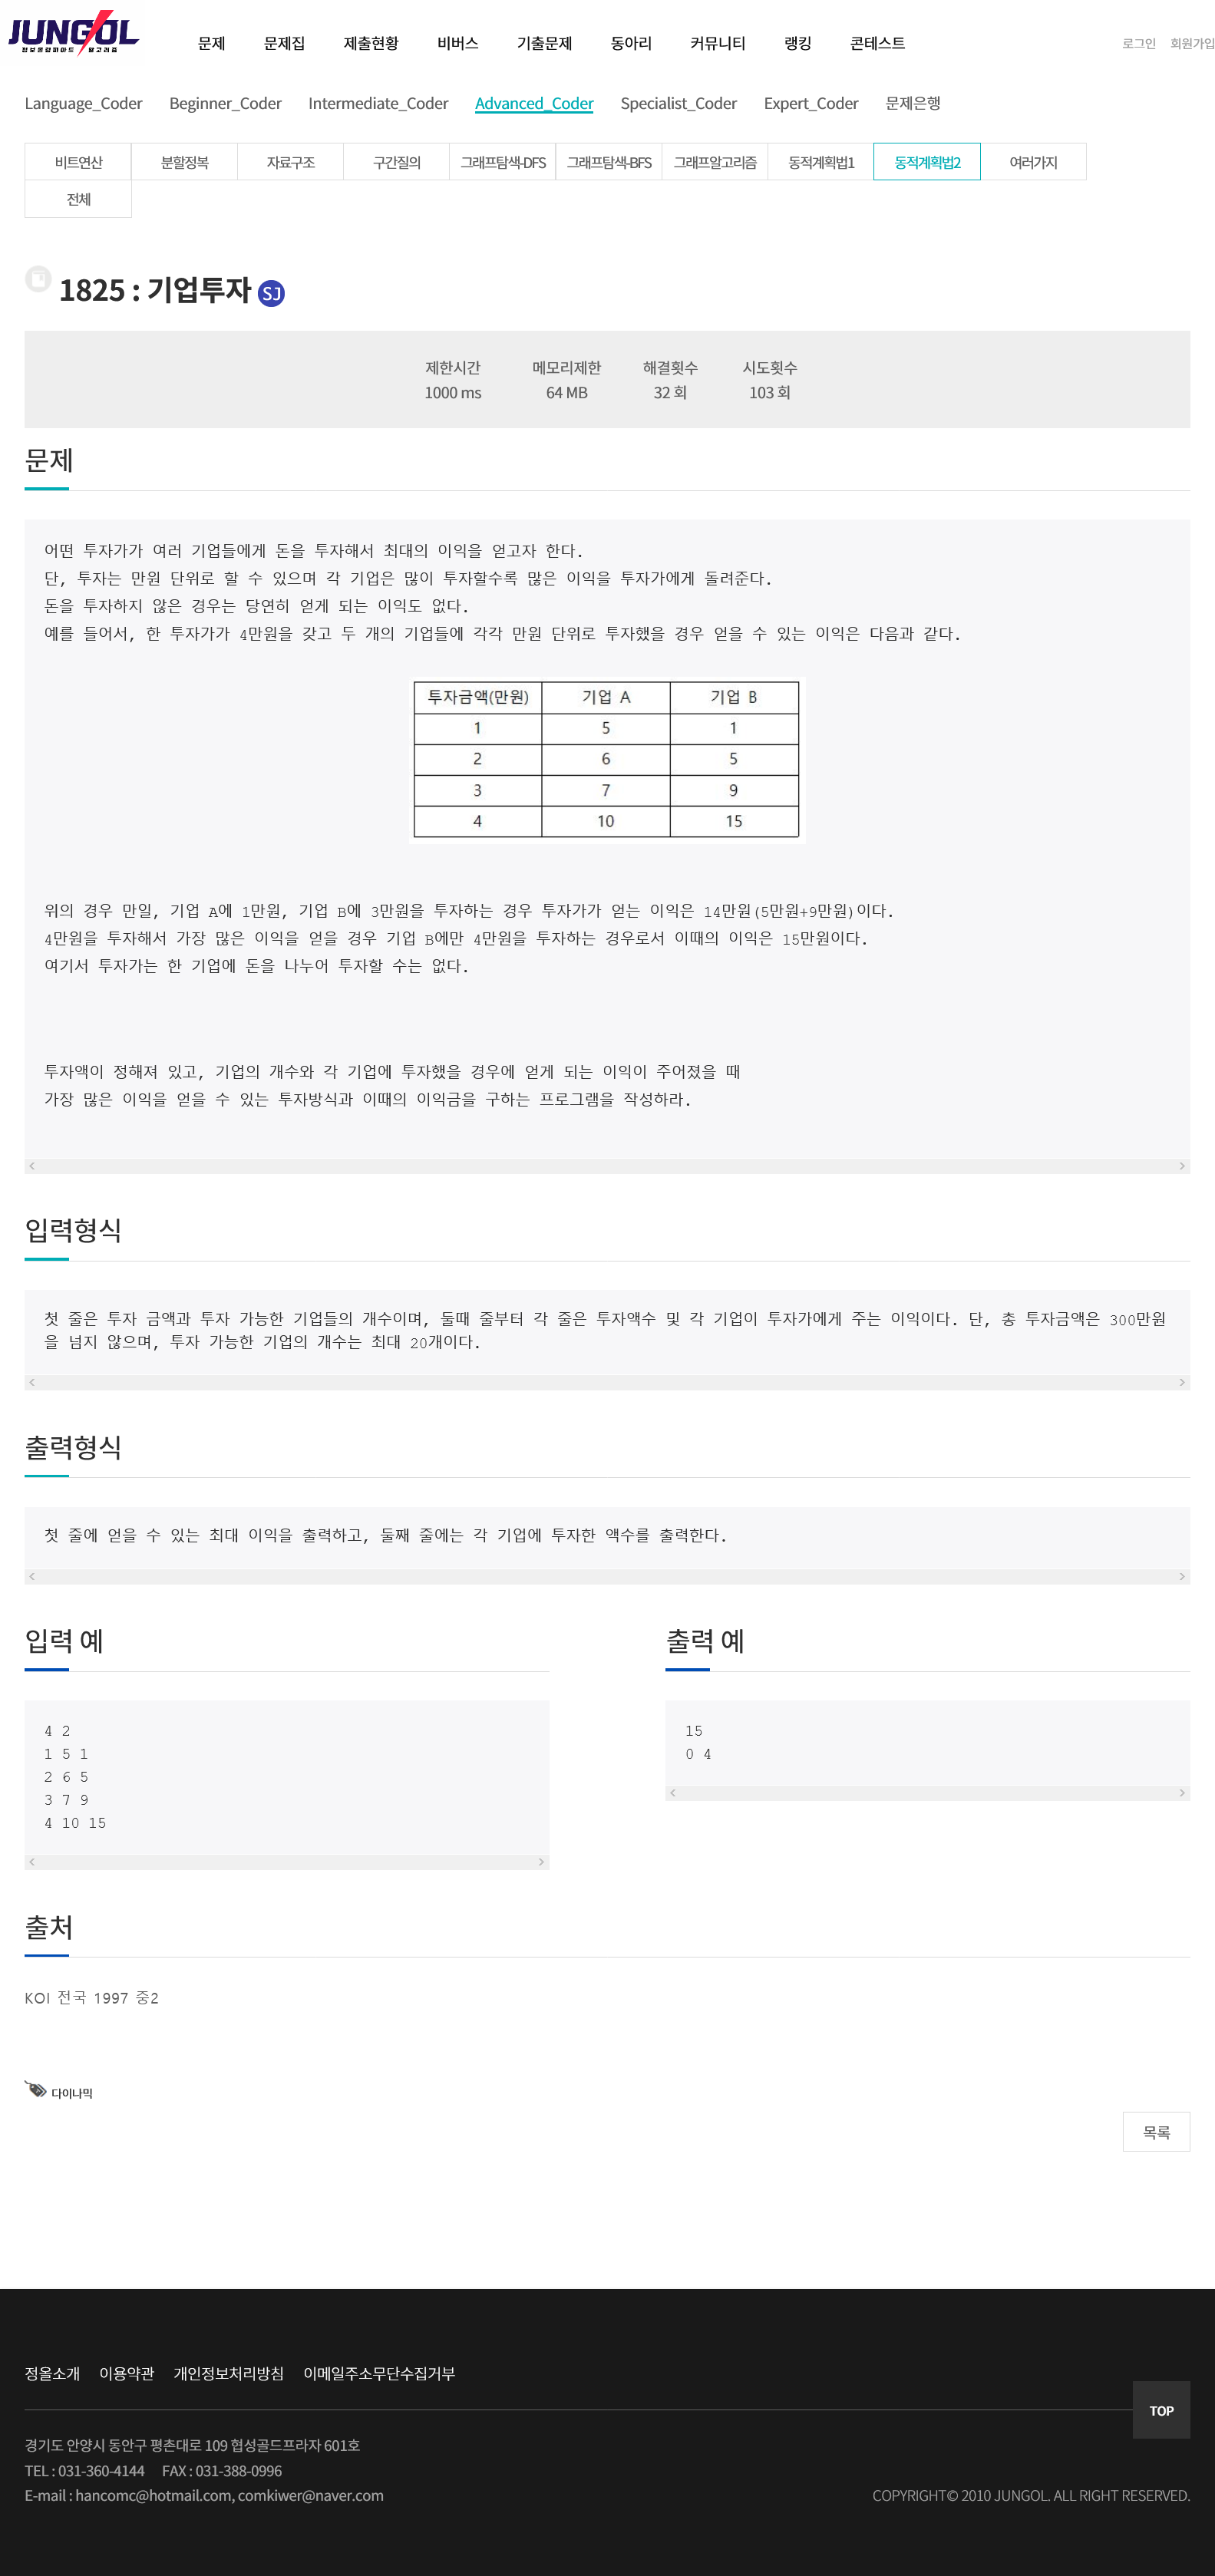 JUNGOL
정보올림피아드 알고리즘
문제 문제집 제출현황 비버스 기출문제 동아리 커뮤니티 랭킹 콘테스트 로그인 회원가입
Language_Coder Beginner_Coder Intermediate_Coder Advanced_Coder Specialist_Coder Expert_Coder 문제은행
비트연산 분할정복 자료구조 구간질의 그래프탐색-DFS 그래프탐색-BFS 그래프알고리즘 동적계획법1 동적계획법2 여러가지
전체
1825 : 기업투자 SJ
제한시간 메모리제한 해결횟수 시도횟수
1000 ms 64 MB 32 회 103 회
문제
어떤 투자가가 여러 기업들에게 돈을 투자해서 최대의 이익을 얻고자 한다.
단, 투자는 만원 단위로 할 수 있으며 각 기업은 많이 투자할수록 많은 이익을 투자가에게 돌려준다.
돈을 투자하지 않은 경우는 당연히 얻게 되는 이익도 없다.
예를 들어서, 한 투자가가 4만원을 갖고 두 개의 기업들에 각각 만원 단위로 투자했을 경우 얻을 수 있는 이익은 다음과 같다.
투자금액(만원) 기업 A 기업 B
1 5 1
2 6 5
3 7 9
4 10 15
위의 경우 만일, 기업 A에 1만원, 기업 B에 3만원을 투자하는 경우 투자가가 얻는 이익은 14만원(5만원+9만원)이다.
4만원을 투자해서 가장 많은 이익을 얻을 경우 기업 B에만 4만원을 투자하는 경우로서 이때의 이익은 15만원이다.
여기서 투자가는 한 기업에 돈을 나누어 투자할 수는 없다.
투자액이 정해져 있고, 기업의 개수와 각 기업에 투자했을 경우에 얻게 되는 이익이 주어졌을 때
가장 많은 이익을 얻을 수 있는 투자방식과 이때의 이익금을 구하는 프로그램을 작성하라.
입력형식
첫 줄은 투자 금액과 투자 가능한 기업들의 개수이며, 둘때 줄부터 각 줄은 투자액수 및 각 기업이 투자가에게 주는 이익이다. 단, 총 투자금액은 300만원
을 넘지 않으며, 투자 가능한 기업의 개수는 최대 20개이다.
출력형식
첫 줄에 얻을 수 있는 최대 이익을 출력하고, 둘째 줄에는 각 기업에 투자한 액수를 출력한다.
입력 예
4 2
1 5 1
2 6 5
3 7 9
4 10 15
출력 예
15
0 4
출처
KOI 전국 1997 중2
다이나믹
목록
정올소개 이용약관 개인정보처리방침 이메일주소무단수집거부
TOP
경기도 안양시 동안구 평촌대로 109 협성골드프라자 601호
TEL : 031-360-4144 FAX : 031-388-0996
E-mail : hancomc@hotmail.com, comkiwer@naver.com
COPYRIGHT© 2010 JUNGOL. ALL RIGHT RESERVED.